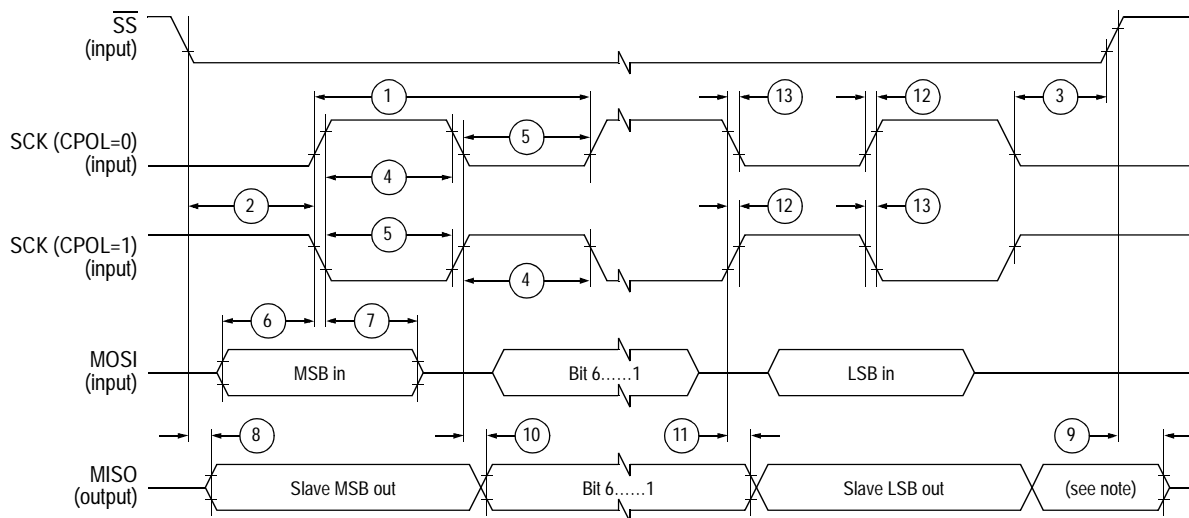 SS
(input)
1
13
12
3
SCK (CPOL=0)
(input)
5
4
2
12
13
SCK (CPOL=1)
(input)
5
4
6
7
MOSI
(input)
MSB in
Bit 6......1
LSB in
8
10
11
9
MISO
(output)
Slave MSB out
Bit 6......1
Slave LSB out
(see note)